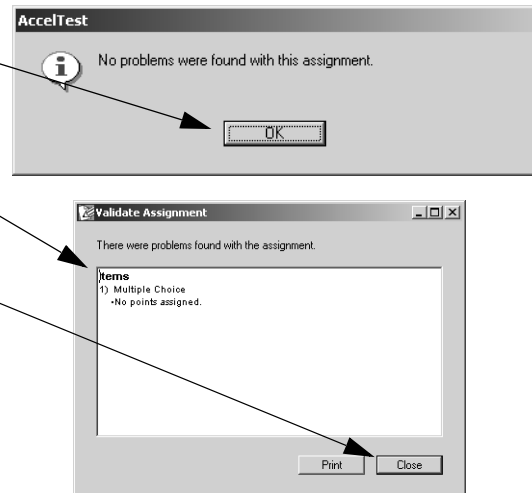 AccelTest
No problems were found with this assignment.
OK
Validate Assignment
There were problems found with the assignment.
Items
1) Multiple Choice
•No points assigned.
Print Close